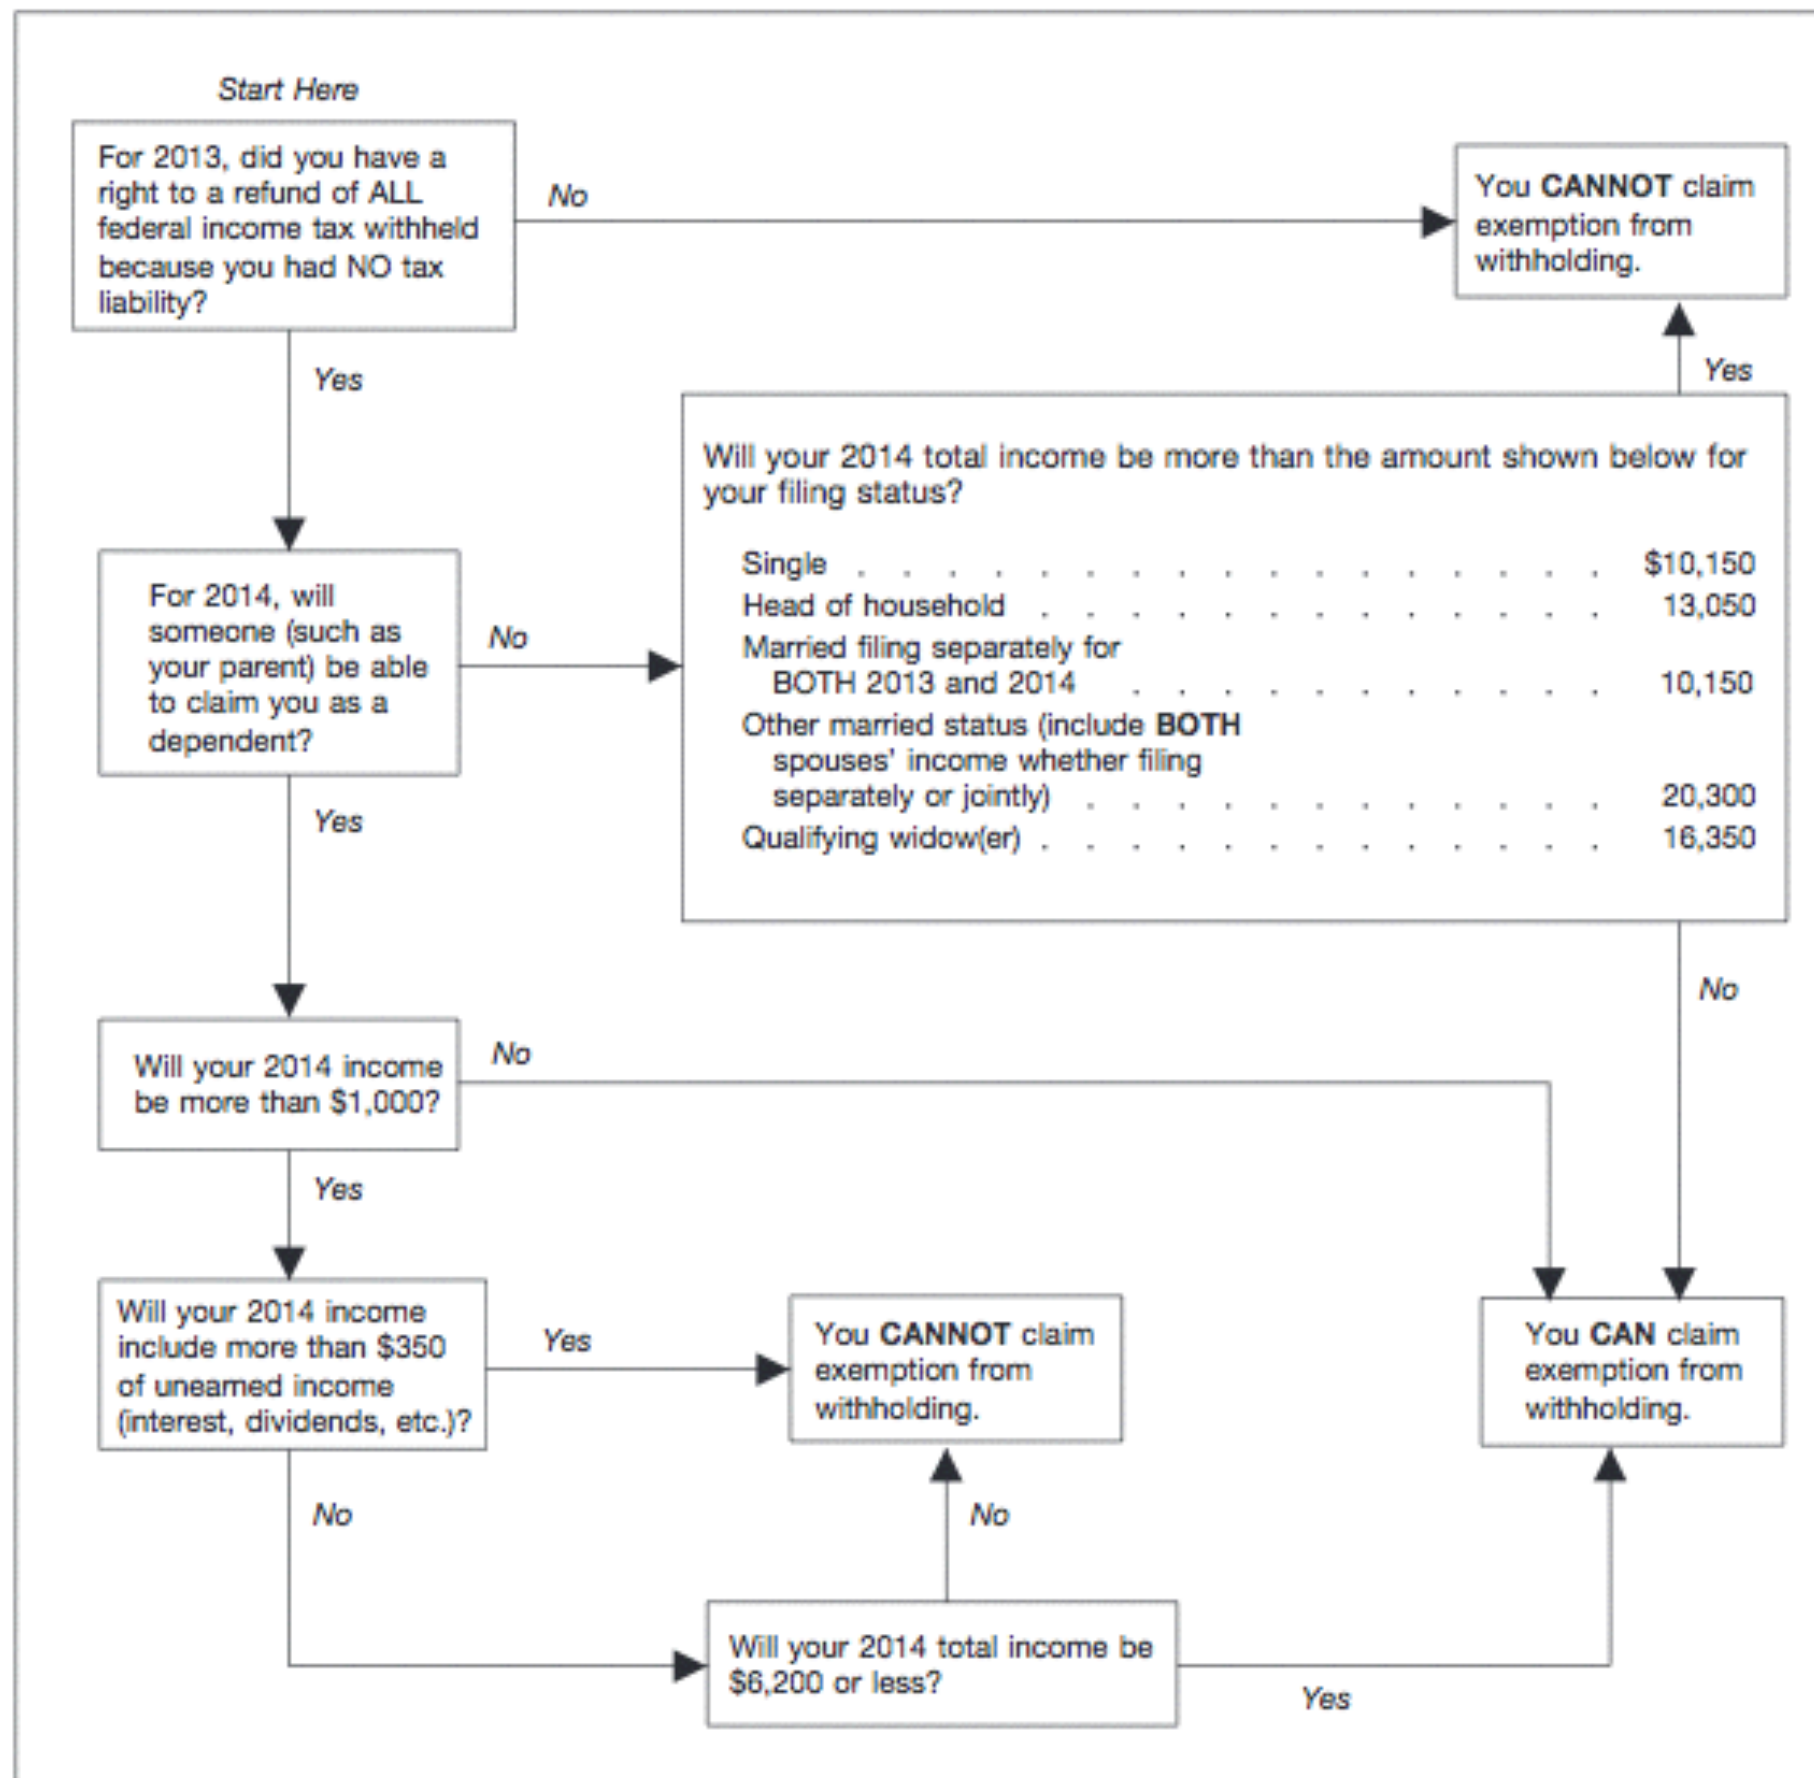 Start Here
For 2013, did you have a
right to a refund of ALL
federal income tax withheld
because you had NO tax
liability?
No
You CANNOT claim
exemption from
withholding.
Yes
Yes
Will your 2014 total income be more than the amount shown below for
your filing status?
Single . . . . . . . . . . . . . . . . . $10,150
Head of household . . . . . . . . . . . . . 13,050
Married filing separately for
BOTH 2013 and 2014 . . . . . . . . . . . 10,150
Other married status (include BOTH
spouses' income whether filing
separately or jointly) . . . . . . . . . . . . 20,300
Qualifying widow(er) . . . . . . . . . . . . . 16,350
For 2014, will
someone (such as
your parent) be able
to claim you as a
dependent?
No
Yes
No
Will your 2014 income
be more than $1,000?
No
Yes
Will your 2014 income
include more than $350
of unearned income
(interest, dividends, etc.)?
Yes
You CANNOT claim
exemption from
withholding.
You CAN claim
exemption from
withholding.
No
No
Will your 2014 total income be
$6,200 or less?
Yes